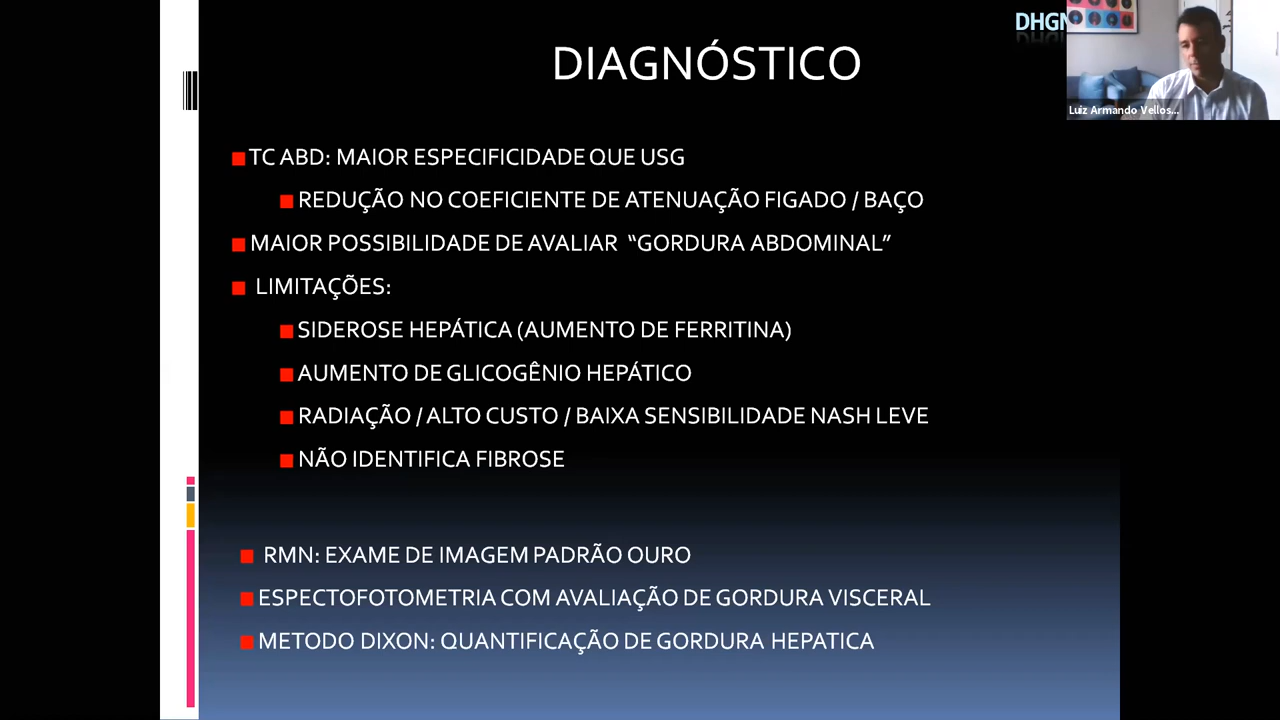 DHGN
DIAGNÓSTICO
Luiz Armando Vellos...
TC ABD: MAIOR ESPECIFICIDADE QUE USG
REDUÇÃO NO COEFICIENTE DE ATENUAÇÃO FIGADO / BAÇO
MAIOR POSSIBILIDADE DE AVALIAR “GORDURA ABDOMINAL”
LIMITAÇÕES:
SIDEROSE HEPÁTICA (AUMENTO DE FERRITINA)
AUMENTO DE GLICOGÊNIO HEPÁTICO
RADIAÇÃO / ALTO CUSTO / BAIXA SENSIBILIDADE NASH LEVE
NÃO IDENTIFICA FIBROSE
RMN: EXAME DE IMAGEM PADRÃO OURO
ESPECTOFOTOMETRIA COM AVALIAÇÃO DE GORDURA VISCERAL
METODO DIXON: QUANTIFICAÇÃO DE GORDURA HEPATICA